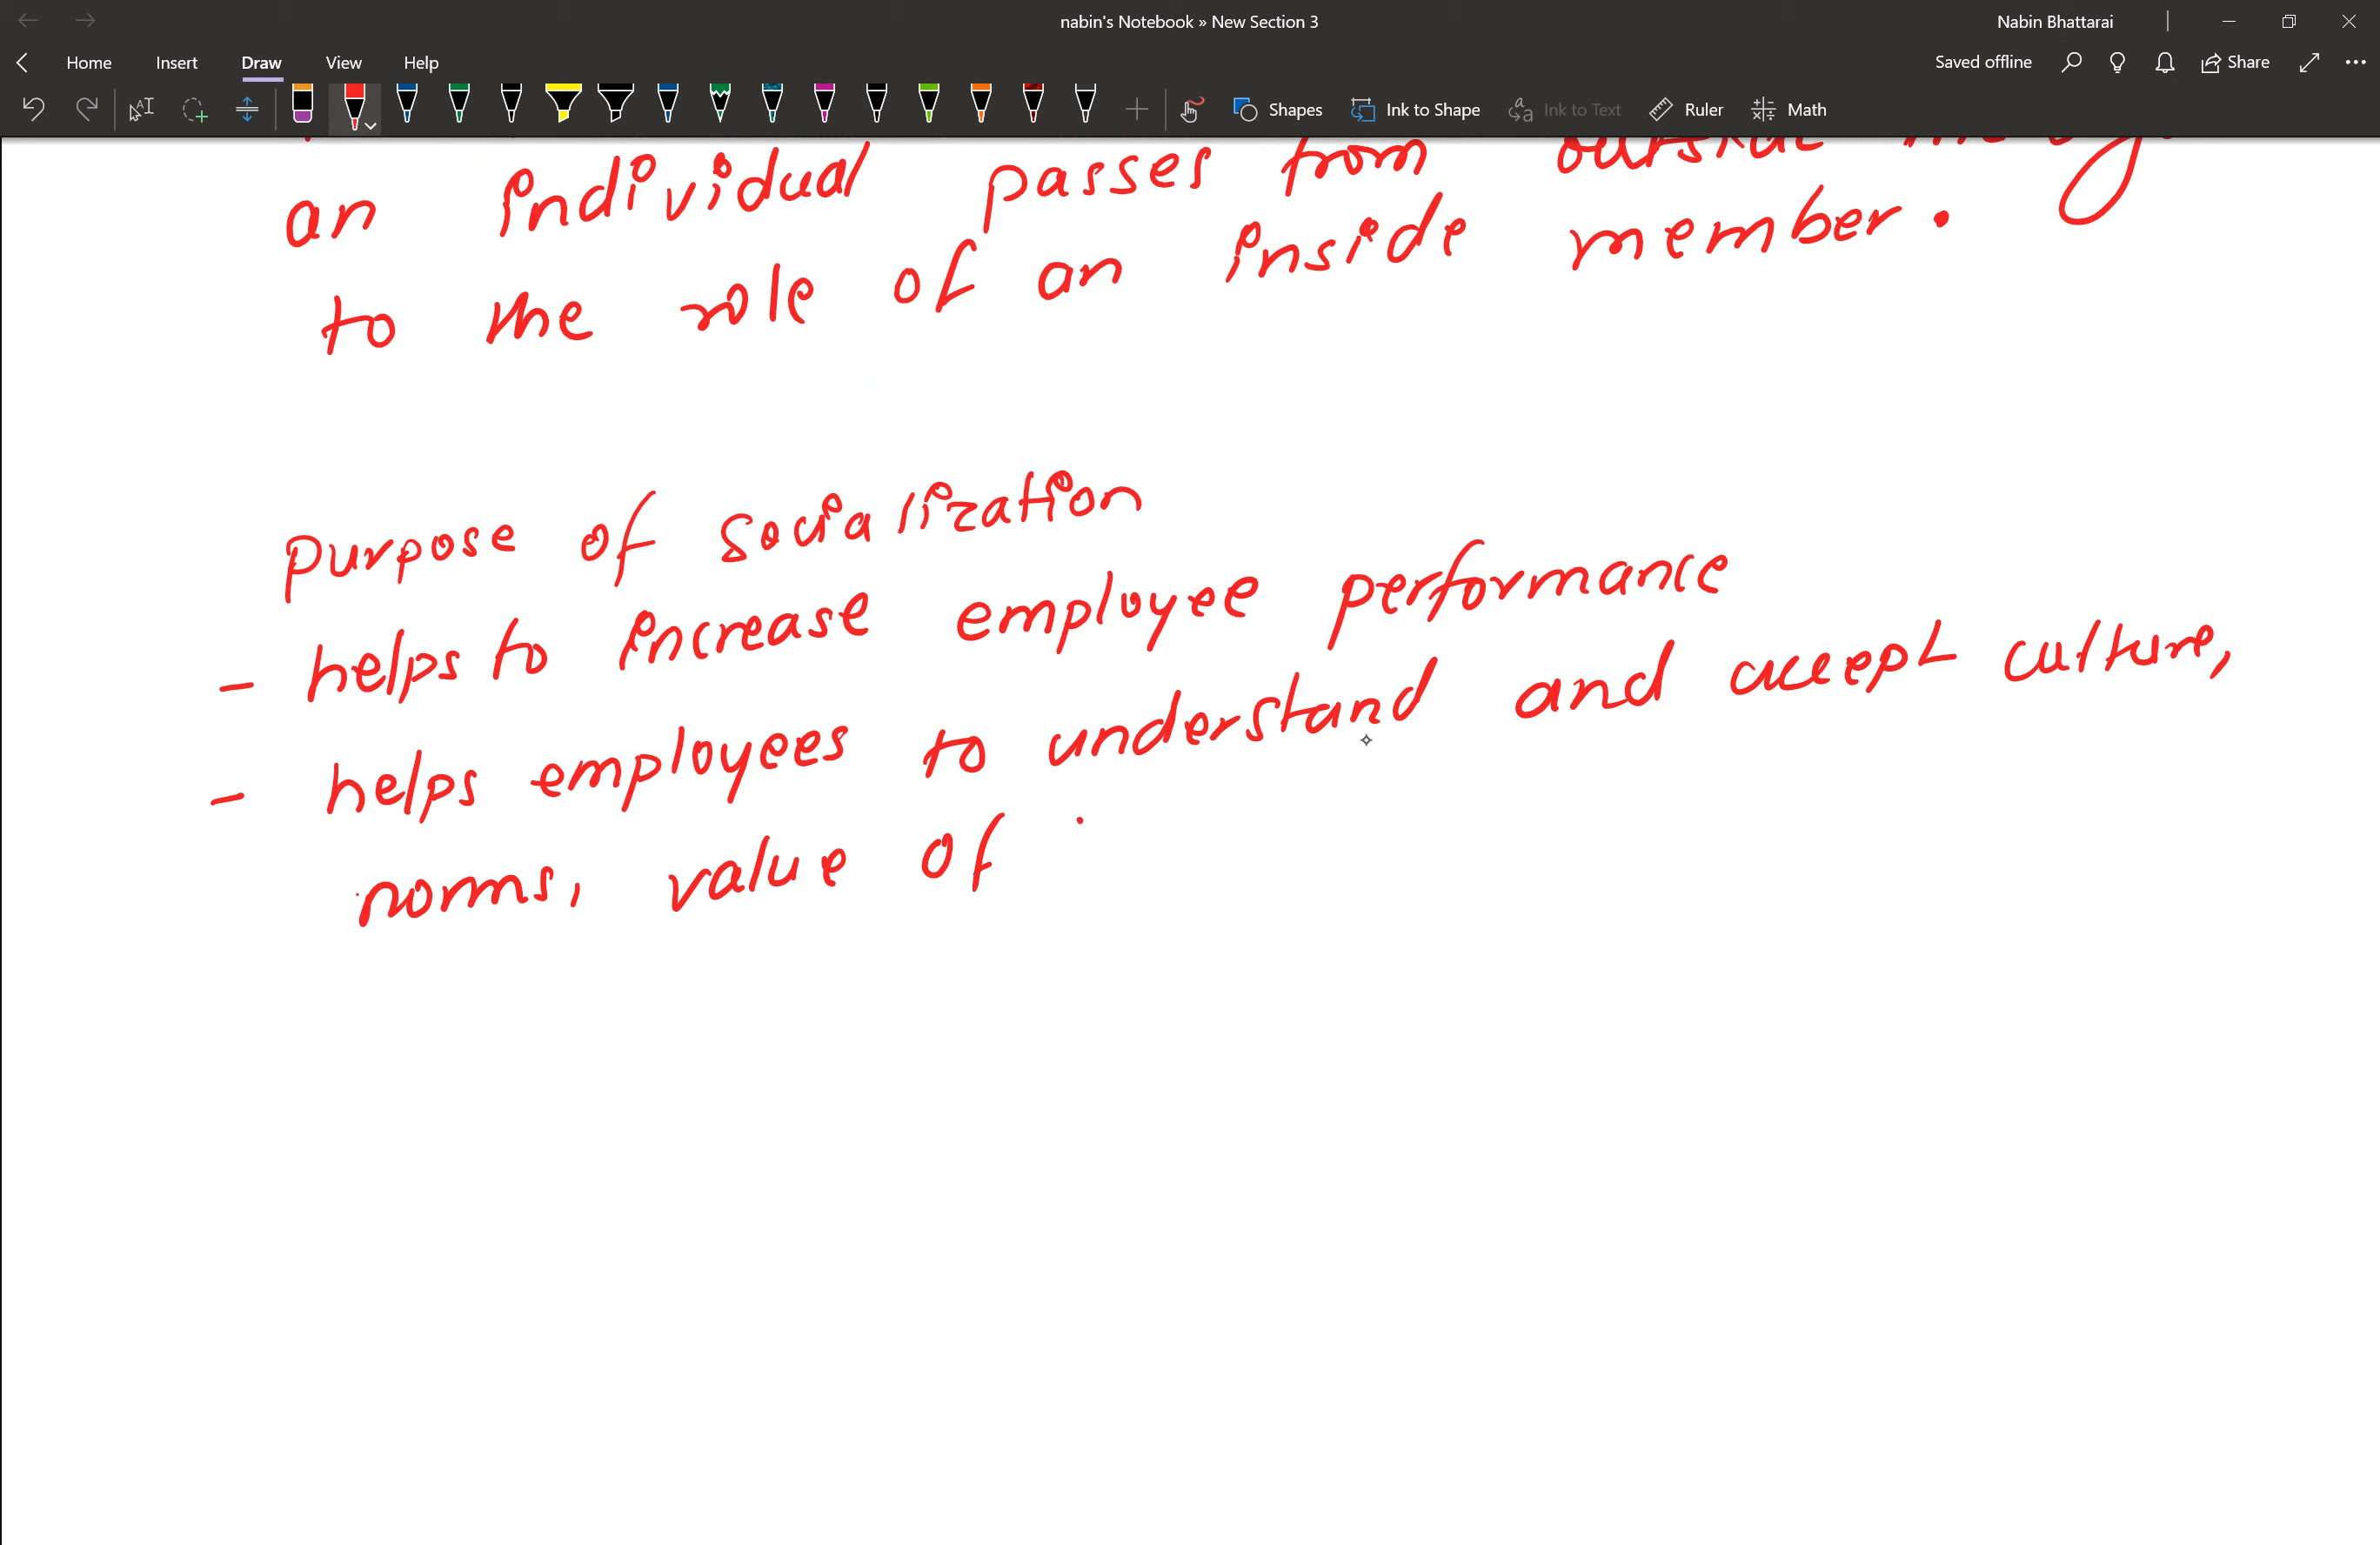 nabin's Notebook » New Section 3
Nabin Bhattarai
Home Insert Draw View Help
Saved offline Share
Shapes Ink to Shape Ink to Text Ruler Math
an individual passes from outside the
to the role of an inside member.
purpose of socialization
- helps to increase employee performance
- helps employees to understand and accept culture,
norms, value of